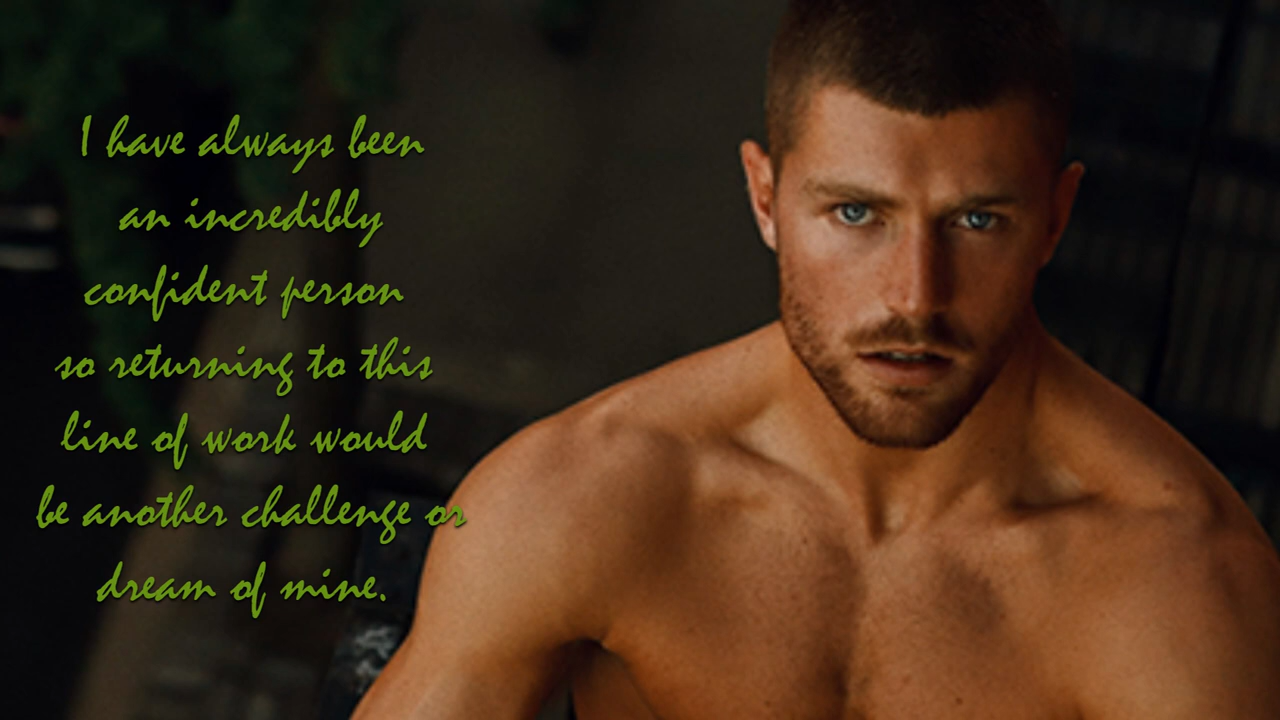 I have always been
an incredibly
confident person
so returning to this
line of work would
be another challenge or
dream of mine.